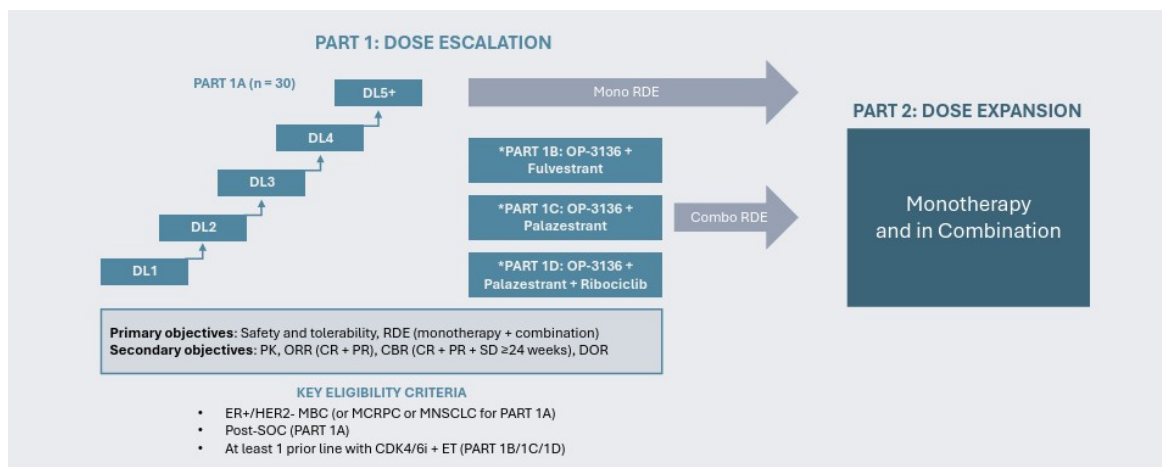 PART 1: DOSE ESCALATION
PART 1A (n = 30)
DL5+
DL4
DL3
DL2
DL1
Mono RDE
*PART 1B: OP-3136 +
Fulvestrant
*PART 1C: OP-3136 +
Palazestrant
*PART 1D: OP-3136 +
Palazestrant + Ribociclib
Combo RDE
PART 2: DOSE EXPANSION
Monotherapy
and in Combination
Primary objectives: Safety and tolerability, RDE (monotherapy + combination)
Secondary objectives: PK, ORR (CR + PR), CBR (CR + PR + SD ≥24 weeks), DOR
KEY ELIGIBILITY CRITERIA
• ER+/HER2- MBC (or MCRPC or MNSCLC for PART 1A)
• Post-SOC (PART 1A)
• At least 1 prior line with CDK4/6i + ET (PART 1B/1C/1D)